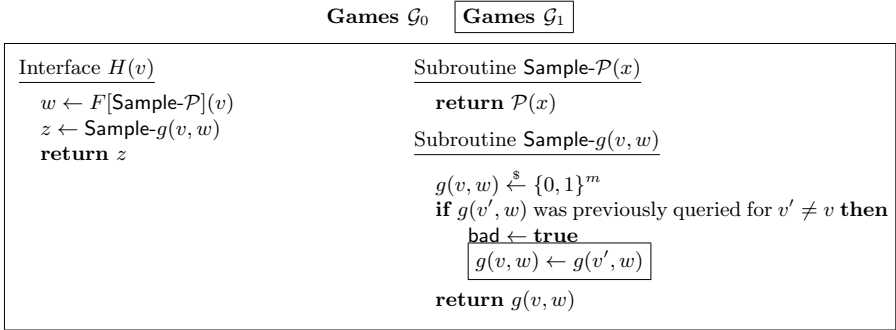 Games 𝒢₀ Games 𝒢₁
Interface H(v)
w ← F[Sample-𝒫](v)
z ← Sample-g(v, w)
return z
Subroutine Sample-𝒫(x)
return 𝒫(x)
Subroutine Sample-g(v, w)
g(v, w) ←$ {0, 1}ᵐ
if g(v′, w) was previously queried for v′ ≠ v then
bad ← true
g(v, w) ← g(v′, w)
return g(v, w)